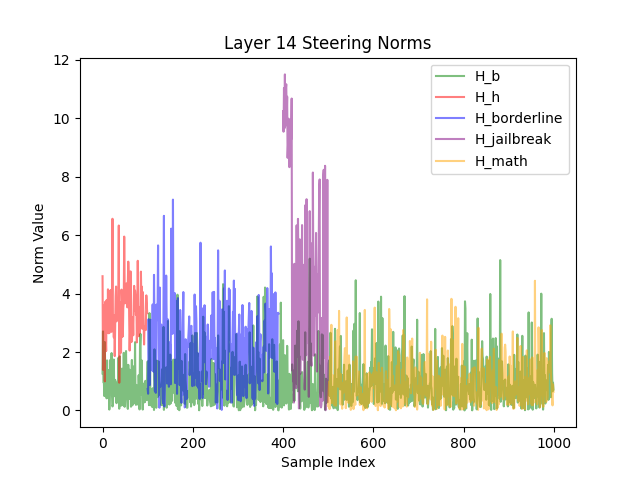 Layer 14 Steering Norms
12
10
8
6
4
2
0
Norm Value
H_b
H_h
H_borderline
H_jailbreak
H_math
0 200 400 600 800 1000
Sample Index